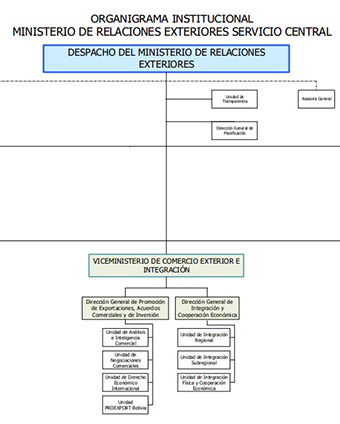 ORGANIGRAMA INSTITUCIONAL
MINISTERIO DE RELACIONES EXTERIORES SERVICIO CENTRAL
DESPACHO DEL MINISTERIO DE RELACIONES
EXTERIORES
Unidad de
Transparencia
Asesoría General
Dirección General de
Planificación
VICEMINISTERIO DE COMERCIO EXTERIOR E
INTEGRACIÓN
Dirección General de Promoción
de Exportaciones, Acuerdos
Comerciales y de Inversión
Dirección General de
Integración y
Cooperación Económica
Unidad de Análisis
e Inteligencia
Comercial
Unidad de
Negociaciones
Comerciales
Unidad de Derecho
Económico
Internacional
Unidad
PROEXPORT Bolivia
Unidad de Integración
Regional
Unidad de Integración
Subregional
Unidad de Integración
Física y Cooperación
Económica